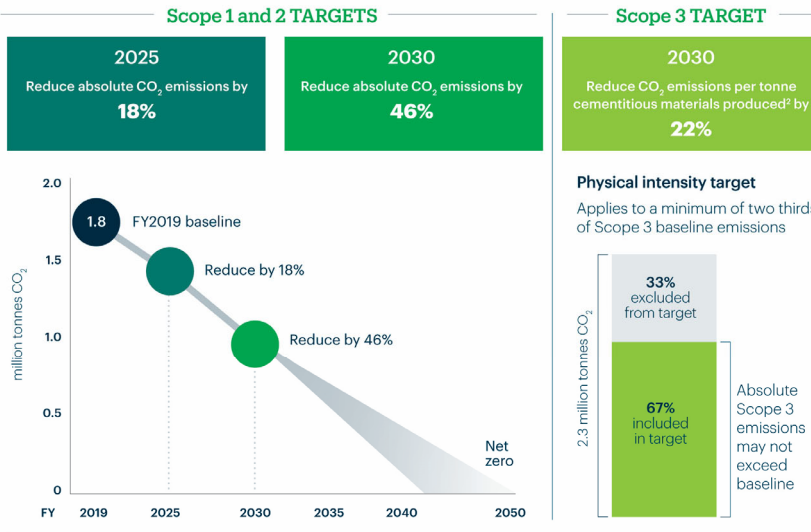 Scope 1 and 2 TARGETS
2025
Reduce absolute CO₂ emissions by
18%
2030
Reduce absolute CO₂ emissions by
46%
Scope 3 TARGET
2030
Reduce CO₂ emissions per tonne
cementitious materials produced² by
22%
million tonnes CO₂
2.0
1.5
1.0
0.5
0
1.8
FY2019 baseline
Reduce by 18%
Reduce by 46%
Net
zero
FY 2019 2025 2030 2035 2040 2050
Physical intensity target
Applies to a minimum of two thirds
of Scope 3 baseline emissions
2.3 million tonnes CO₂
33%
excluded
from target
67%
included
in target
Absolute
Scope 3
emissions
may not
exceed
baseline